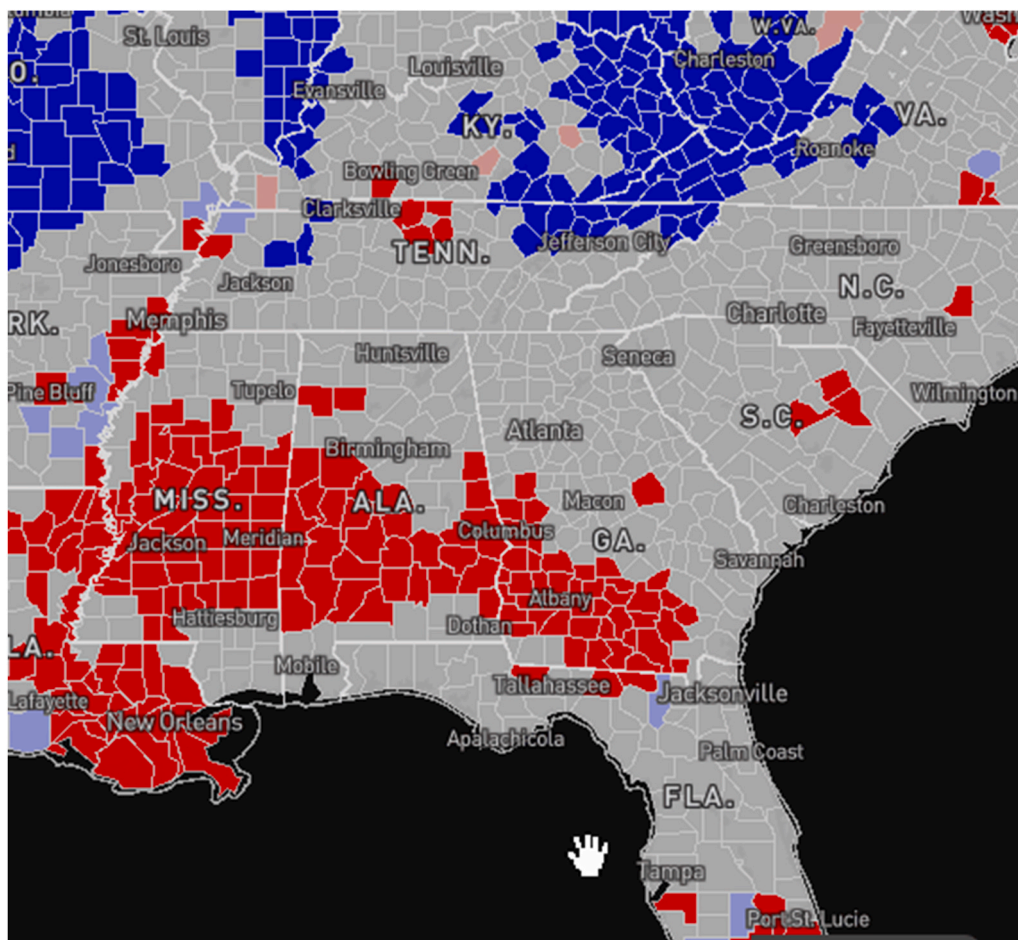 St. Louis
W.VA.
Charleston
Louisville
O.
Evansville
KY.
VA.
d
Roanoke
Bowling Green
Clarksville
TENN.
Jefferson City
Greensboro
Jonesboro
Jackson
N.C.
RK.
Memphis
Charlotte
Fayetteville
Huntsville
Seneca
Pine Bluff
Tupelo
Wilmington
S.C.
Atlanta
Birmingham
MISS.
ALA.
Macon
Charleston
Jackson
Meridian
Columbus
GA.
Savannah
Albany
Hattiesburg
Dothan
LA.
Mobile
Tallahassee
Jacksonville
Lafayette
New Orleans
Apalachicola
Palm Coast
FLA.
Tampa
Port St. Lucie